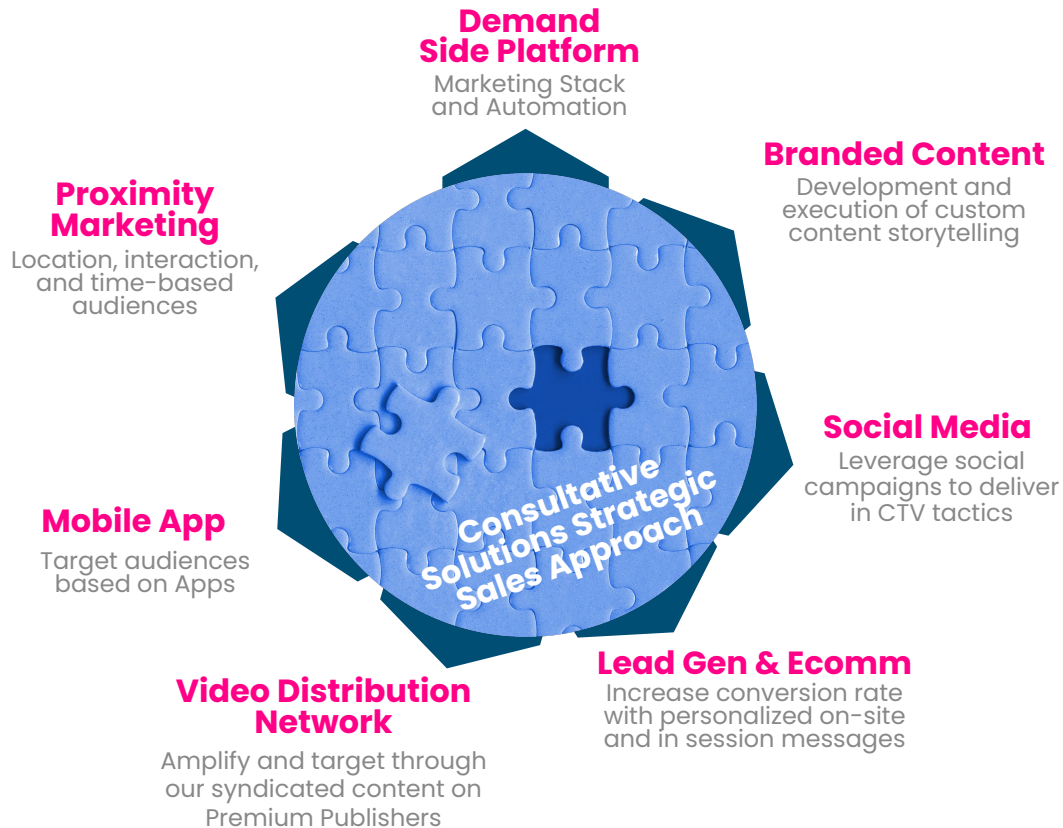 Demand
Side Platform
Marketing Stack
and Automation
Branded Content
Development and
execution of custom
content storytelling
Proximity
Marketing
Location, interaction,
and time-based
audiences
Social Media
Leverage social
campaigns to deliver
in CTV tactics
Consultative
Solutions Strategic
Sales Approach
Mobile App
Target audiences
based on Apps
Lead Gen & Ecomm
Increase conversion rate
with personalized on-site
and in session messages
Video Distribution
Network
Amplify and target through
our syndicated content on
Premium Publishers